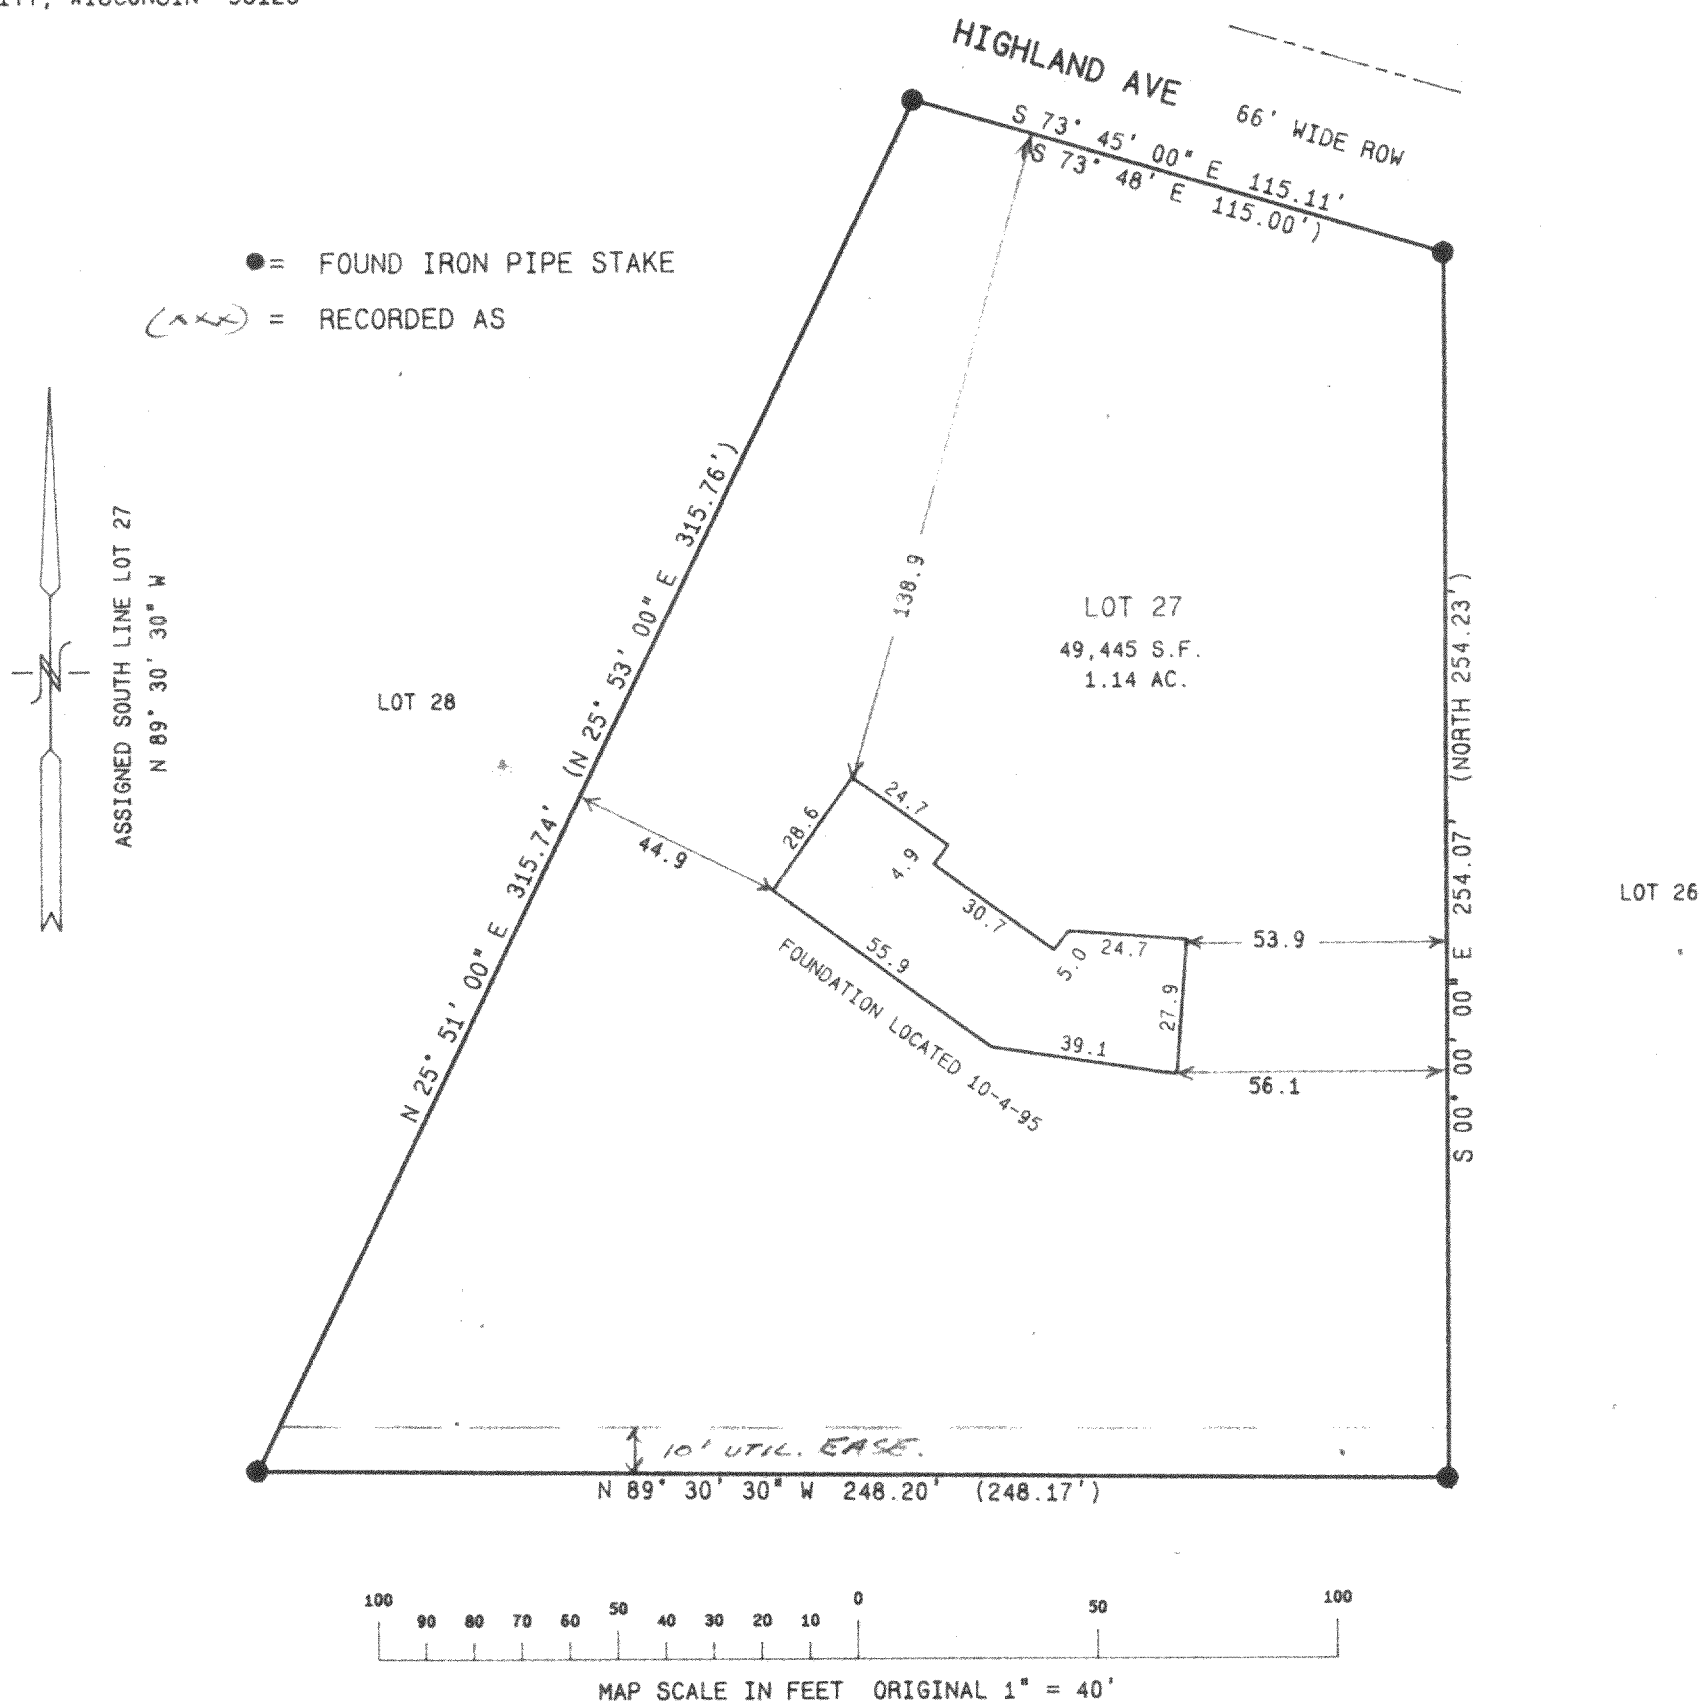 WISCONSIN
HIGHLAND AVE
66' WIDE ROW
S 73° 45' 00" E 115.11'
S 73° 48' E 115.00')
●= FOUND IRON PIPE STAKE
(xxx) = RECORDED AS
N
ASSIGNED SOUTH LINE LOT 27
N 89° 30' 30" W
LOT 28
N 25° 51' 00" E 315.74' (N 25° 53' 00" E 315.76')
138.9
LOT 27
49,445 S.F.
1.14 AC.
S 00° 00' 00" E 254.07' (NORTH 254.23')
LOT 26
24.7
28.6
44.9
4.9
30.7
55.9
5.0
24.7
53.9
27.9
39.1
56.1
FOUNDATION LOCATED 10-4-95
10' UTIL. EASE.
N 89° 30' 30" W 248.20' (248.17')
100 90 80 70 60 50 40 30 20 10 0 50 100
MAP SCALE IN FEET ORIGINAL 1" = 40'